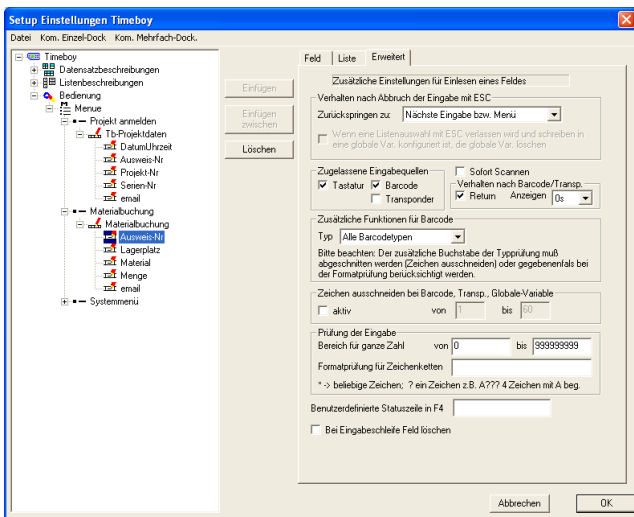 Setup Einstellungen Timeboy
Datei Kom. Einzel-Dock Kom. Mehrfach-Dock.
Timeboy
Datensatzbeschreibungen
Listenbeschreibungen
Bedienung
Menue
Projekt anmelden
Tb-Projektdaten
DatumUhrzeit
Ausweis-Nr
Projekt-Nr
Serien-Nr
email
Materialbuchung
Materialbuchung
Ausweis-Nr
Lagerplatz
Material
Menge
email
Systemmenü
Einfügen
Einfügen
zwischen
Löschen
Feld Liste Erweitert
Zusätzliche Einstellungen für Einlesen eines Feldes
Verhalten nach Abbruch der Eingabe mit ESC
Zurückspringen zu: Nächste Eingabe bzw. Menü
Wenn eine Listenauswahl mit ESC verlassen wird und schreiben in
eine globale Var. konfiguriert ist, die globale Var. löschen
Zugelassene Eingabequellen
Tastatur Barcode
Transponder
Sofort Scannen
Verhalten nach Barcode/Transp.
Return Anzeigen 0s
Zusätzliche Funktionen für Barcode
Typ Alle Barcodetypen
Bitte beachten: Der zusätzliche Buchstabe der Typprüfung muß
abgeschnitten werden (Zeichen ausschneiden) oder gegebenenfalls bei
der Formatprüfung berücksichtigt werden.
Zeichen ausschneiden bei Barcode, Transp., Globale-Variable
aktiv von 1 bis 60
Prüfung der Eingabe
Bereich für ganze Zahl von 0 bis 999999999
Formatprüfung für Zeichenketten
* -> beliebige Zeichen; ? ein Zeichen z.B. A??? 4 Zeichen mit A beg.
Benutzerdefinierte Statuszeile in F4
Bei Eingabeschleife Feld löschen
Abbrechen OK